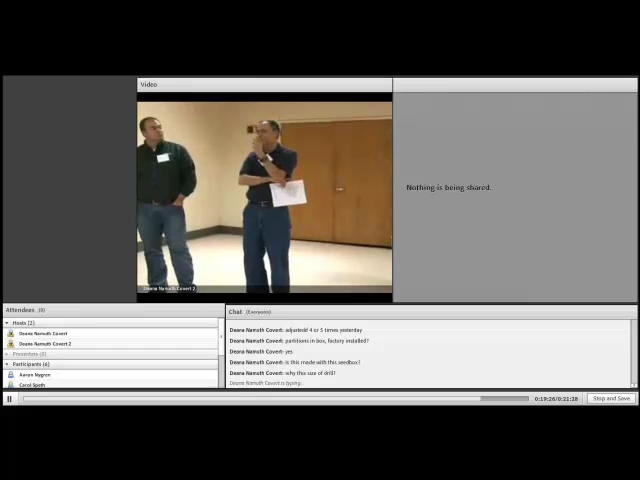 Video
Nothing is being shared.
Deana Namuth Covert 2
Attendees (8)
Hosts (2)
Deana Namuth Covert
Deana Namuth Covert 2
Presenters (0)
Participants (6)
Aaron Nygren
Carol Speth
Chat (Everyone)
Deana Namuth Covert: adjustedd 4 or 5 times yesterday
Deana Namuth Covert: partitions in box, factory installed?
Deana Namuth Covert: yes
Deana Namuth Covert: is this made with this seedbox?
Deana Namuth Covert: why this size of drill?
Deana Namuth Covert is typing.
0:19:26/0:21:28
Stop and Save